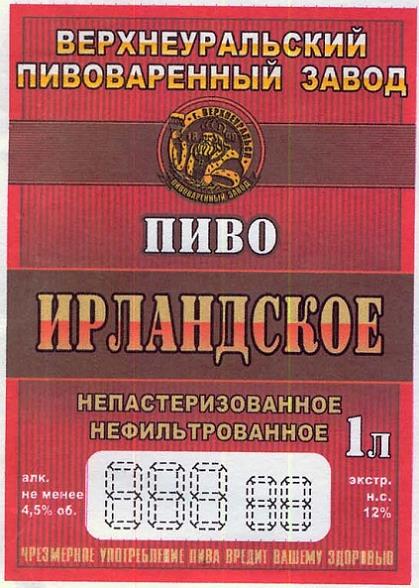 ВЕРХНЕУРАЛЬСКИЙ
ПИВОВАРЕННЫЙ ЗАВОД
Г. ВЕРХНЕУРАЛЬСК
ПИВОВАРЕННЫЙ ЗАВОД
ПИВО
ИРЛАНДСКОЕ
НЕПАСТЕРИЗОВАННОЕ
НЕФИЛЬТРОВАННОЕ
1л
алк.
не менее
4,5% об.
экстр.
н.с.
12%
ЧРЕЗМЕРНОЕ УПОТРЕБЛЕНИЕ ПИВА ВРЕДИТ ВАШЕМУ ЗДОРОВЬЮ